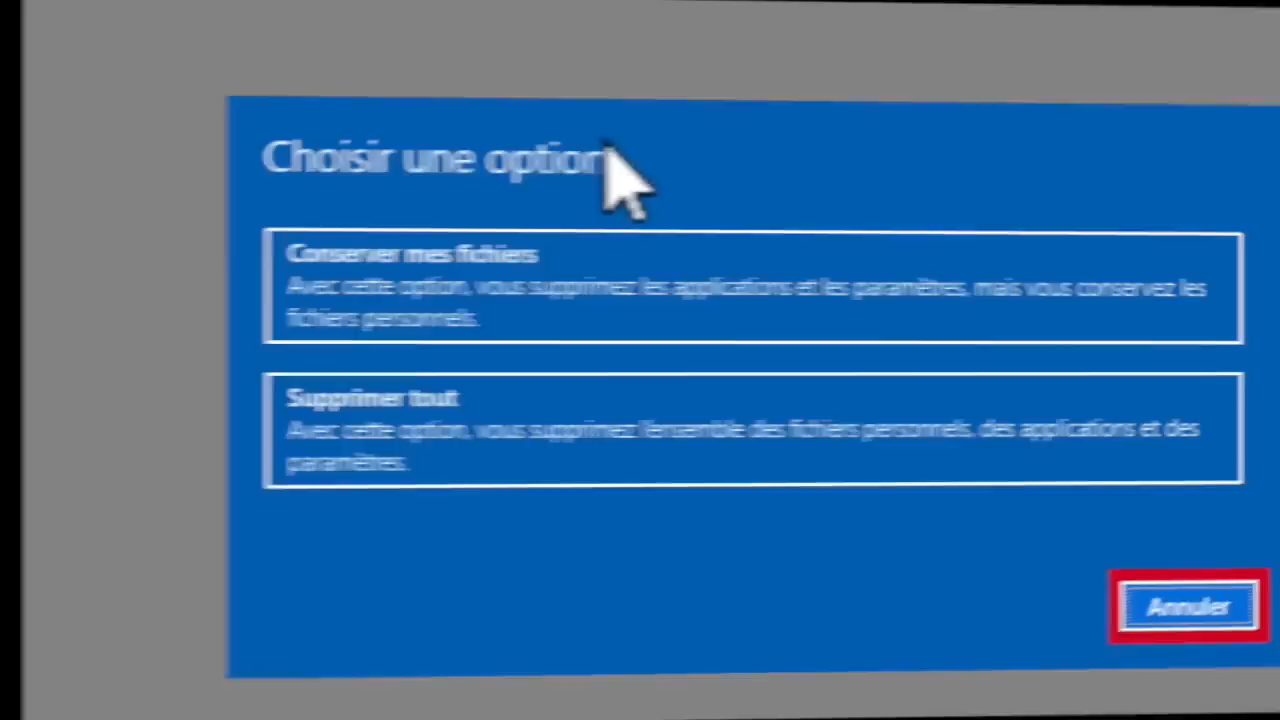 Choisir une option
Conserver mes fichiers
Avec cette option, vous supprimez les applications et les paramètres, mais vous conservez les
fichiers personnels.
Supprimer tout
Avec cette option, vous supprimez l'ensemble des fichiers personnels, des applications et des
paramètres.
Annuler